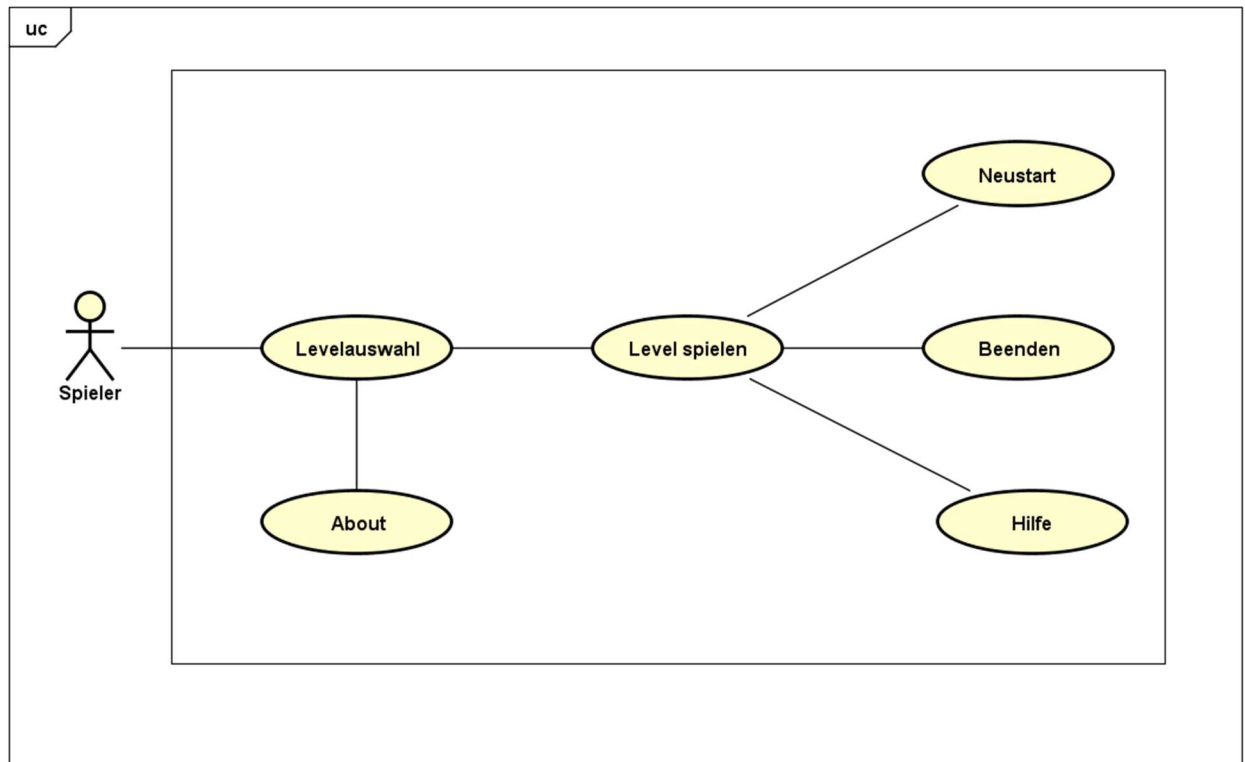 uc
Neustart
Spieler
Levelauswahl
Level spielen
Beenden
About
Hilfe